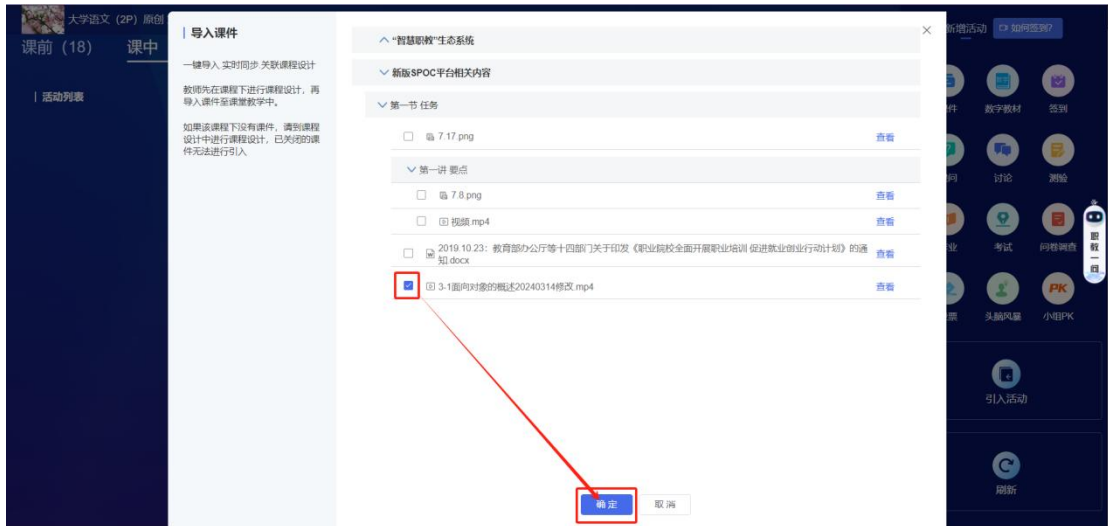 大学语文（2P）原创
课前（18）
课中
活动列表
导入课件
一键导入 实时同步 关联课程设计
教师先在课程下进行课程设计，再
导入课件至课堂教学中。
如果该课程下没有课件，请到课程
设计中进行课程设计，已关闭的课
件无法进行引入
“智慧职教”生态系统
新版SPOC平台相关内容
第一节 任务
7.17.png 查看
第一讲 要点
7.8.png 查看
视频.mp4 查看
2019.10.23：教育部办公厅等十四部门关于印发《职业院校全面开展职业培训 促进就业创业行动计划》的通
知.docx 查看
3-1面向对象的概述20240314修改.mp4 查看
确定 取消
新增活动 如何签到?
件 数字教材 签到
问 讨论 测验
业 考试 问卷调查
票 头脑风暴 小组PK
PK
职教一问
引入活动
刷新